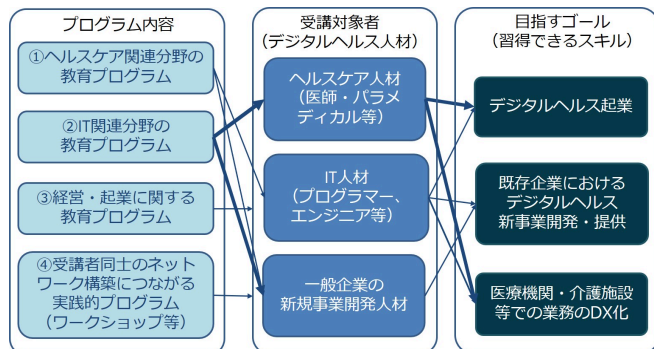 プログラム内容
①ヘルスケア関連分野の
教育プログラム
②IT関連分野の
教育プログラム
③経営・起業に関する
教育プログラム
④受講者同士のネット
ワーク構築につながる
実践的プログラム
(ワークショップ等)
受講対象者
(デジタルヘルス人材)
ヘルスケア人材
(医師・パラメ
ディカル等)
IT人材
(プログラマー、
エンジニア等)
一般企業の
新規事業開発人材
目指すゴール
(習得できるスキル)
デジタルヘルス起業
既存企業における
デジタルヘルス
新事業開発・提供
医療機関・介護施設
等での業務のDX化